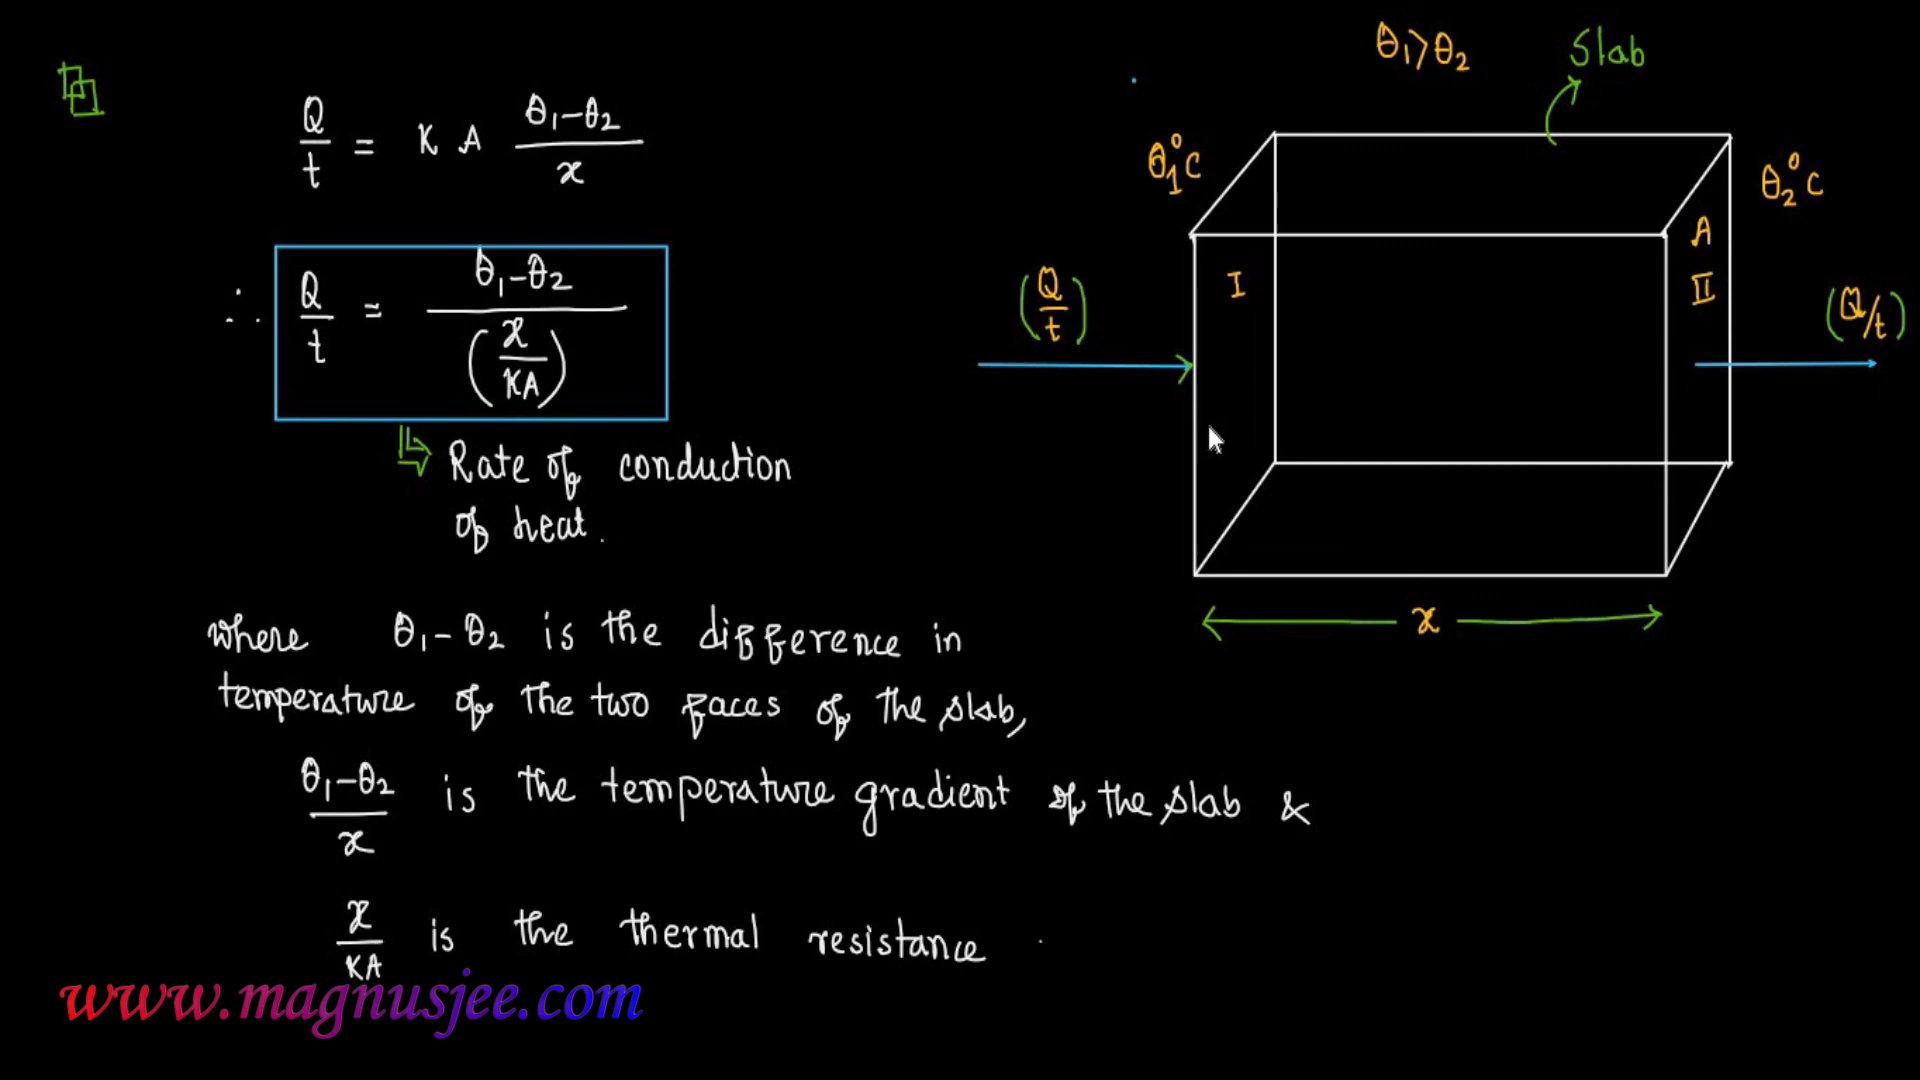 Q/t = K A (θ1-θ2)/x
∴ Q/t = (θ1-θ2)/(x/KA)
Rate of conduction
of heat.
where θ1-θ2 is the difference in
temperature of the two faces of the slab,
(θ1-θ2)/x is the temperature gradient of the slab &
x/KA is the thermal resistance.
www.magnusjee.com
θ1>θ2
Slab
θ1°C
θ2°C
A
I
II
(Q/t)
(Q/t)
x